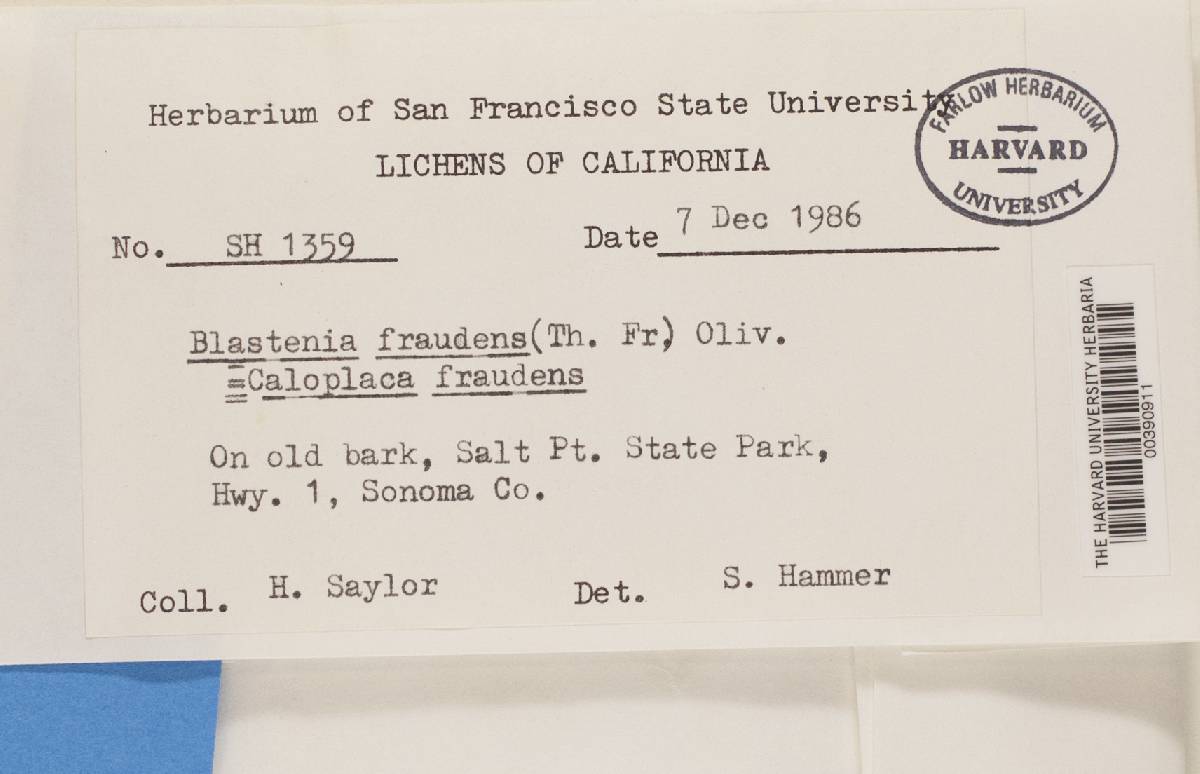 Herbarium of San Francisco State University
LICHENS OF CALIFORNIA
No. SH 1359 Date 7 Dec 1986
Blastenia fraudens(Th. Fr) Oliv.
=Caloplaca fraudens
On old bark, Salt Pt. State Park,
Hwy. 1, Sonoma Co.
Coll. H. Saylor Det. S. Hammer
FARLOW HERBARIUM
HARVARD
UNIVERSITY
THE HARVARD UNIVERSITY HERBARIA
00390911